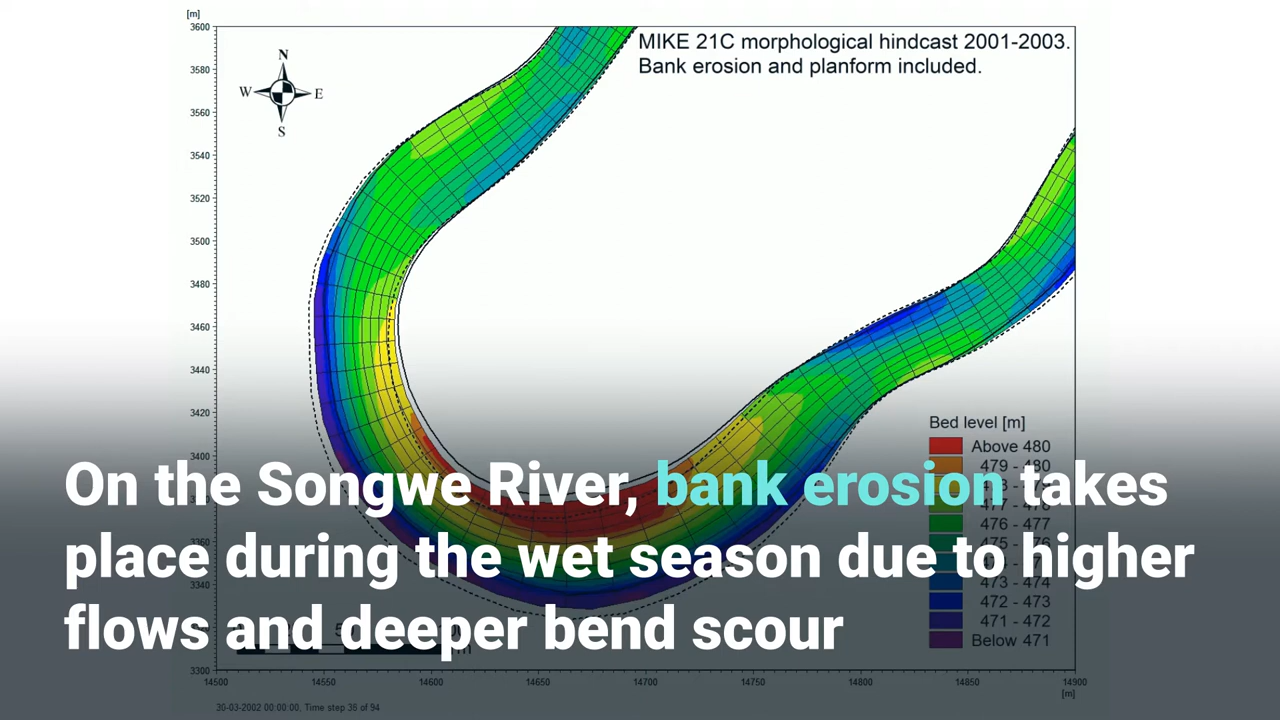 [m]
3600
MIKE 21C morphological hindcast 2001-2003.
Bank erosion and planform included.
N
W E
S
3580
3560
3540
3520
3500
3480
3460
3440
3420
3400
Bed level [m]
Above 480
479 - 480
476 - 477
473 - 474
472 - 473
471 - 472
Below 471
On the Songwe River, bank erosion takes
place during the wet season due to higher
flows and deeper bend scour
3360
3340
3300
14500 14550 14600 14650 14700 14750 14800 14850 14900
[m]
30-03-2002 00:00:00, Time step 36 of 94